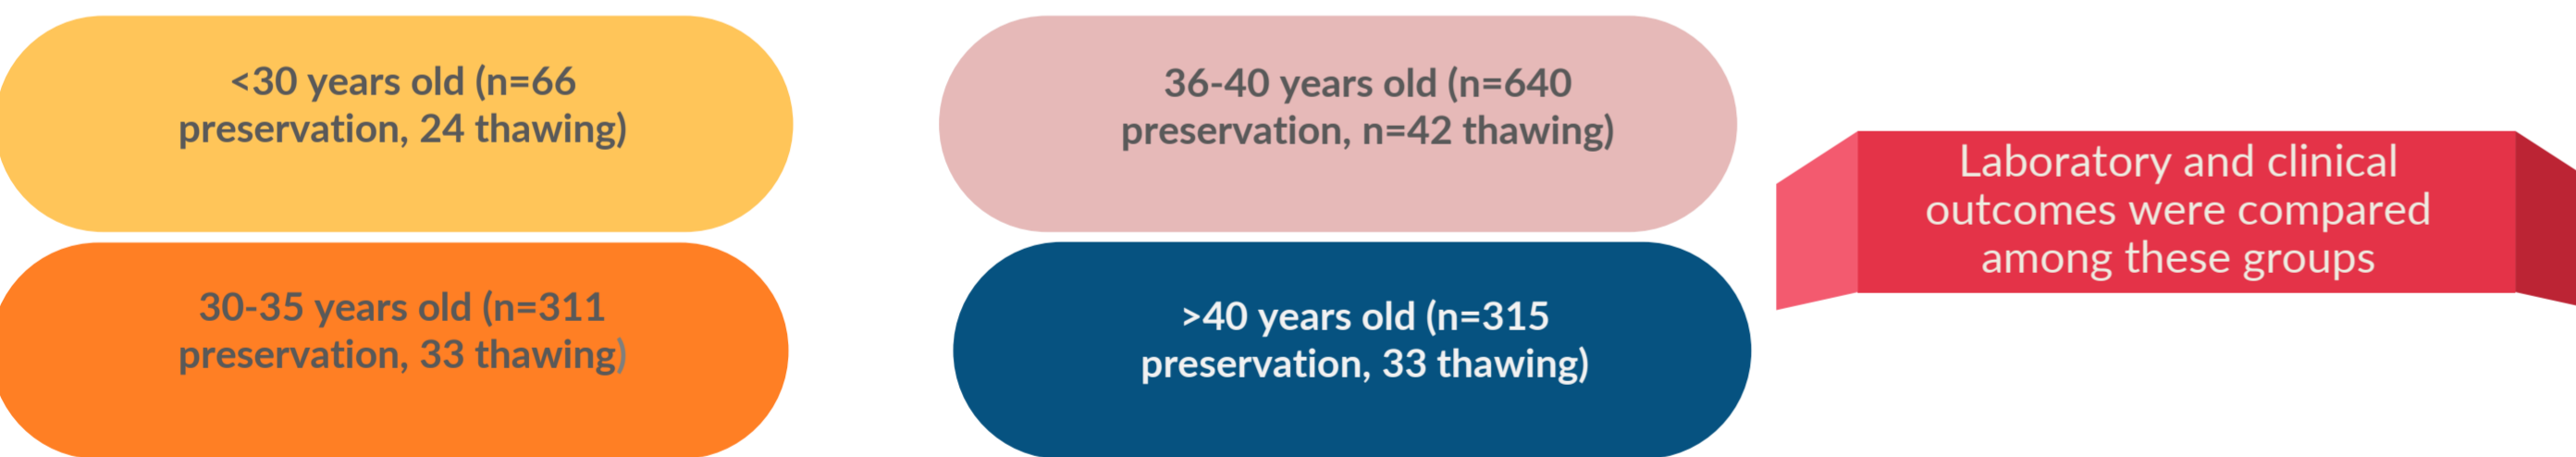 <30 years old (n=66
preservation, 24 thawing)
30-35 years old (n=311
preservation, 33 thawing)
36-40 years old (n=640
preservation, n=42 thawing)
>40 years old (n=315
preservation, 33 thawing)
Laboratory and clinical
outcomes were compared
among these groups